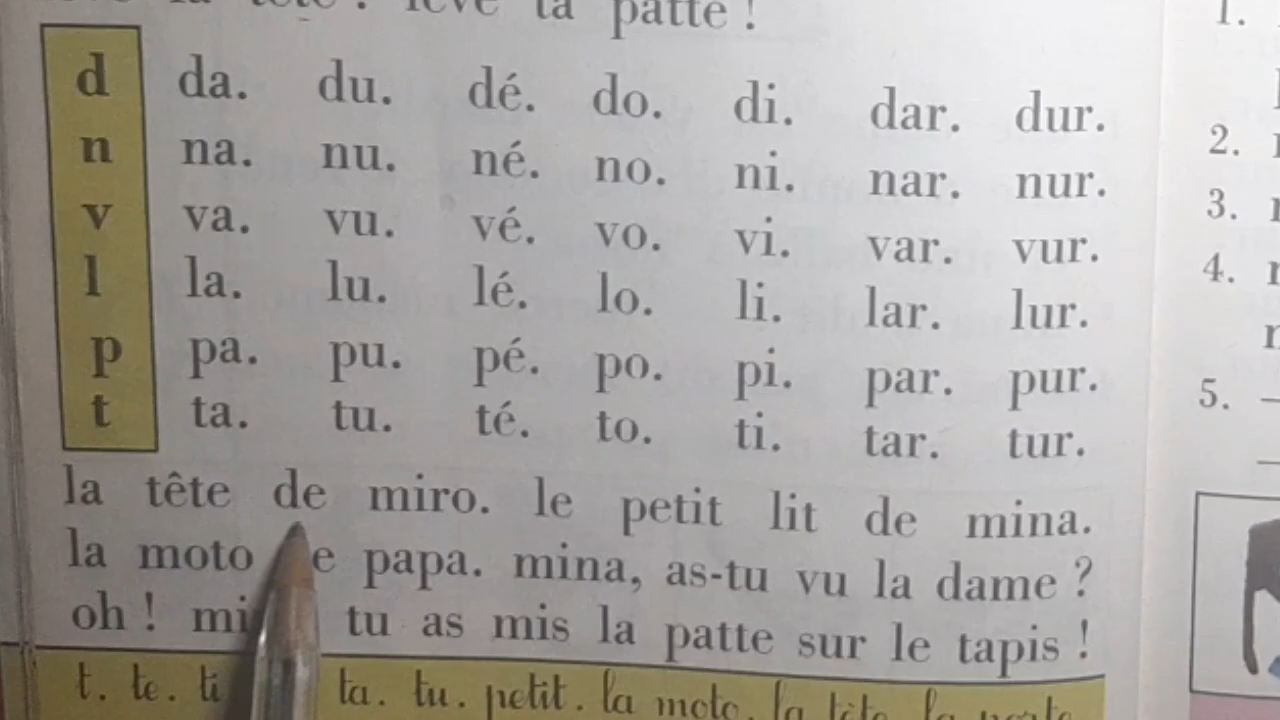 lève ta patte !
d da. du. dé. do. di. dar. dur.
n na. nu. né. no. ni. nar. nur.
v va. vu. vé. vo. vi. var. vur.
l la. lu. lé. lo. li. lar. lur.
p pa. pu. pé. po. pi. par. pur.
t ta. tu. té. to. ti. tar. tur.
la tête de miro. le petit lit de mina.
la moto papa. mina, as-tu vu la dame ?
oh ! tu as mis la patte sur le tapis !
t. te. ti ta. tu. petit. la moto. la tête
1.
2.
3.
4.
5.